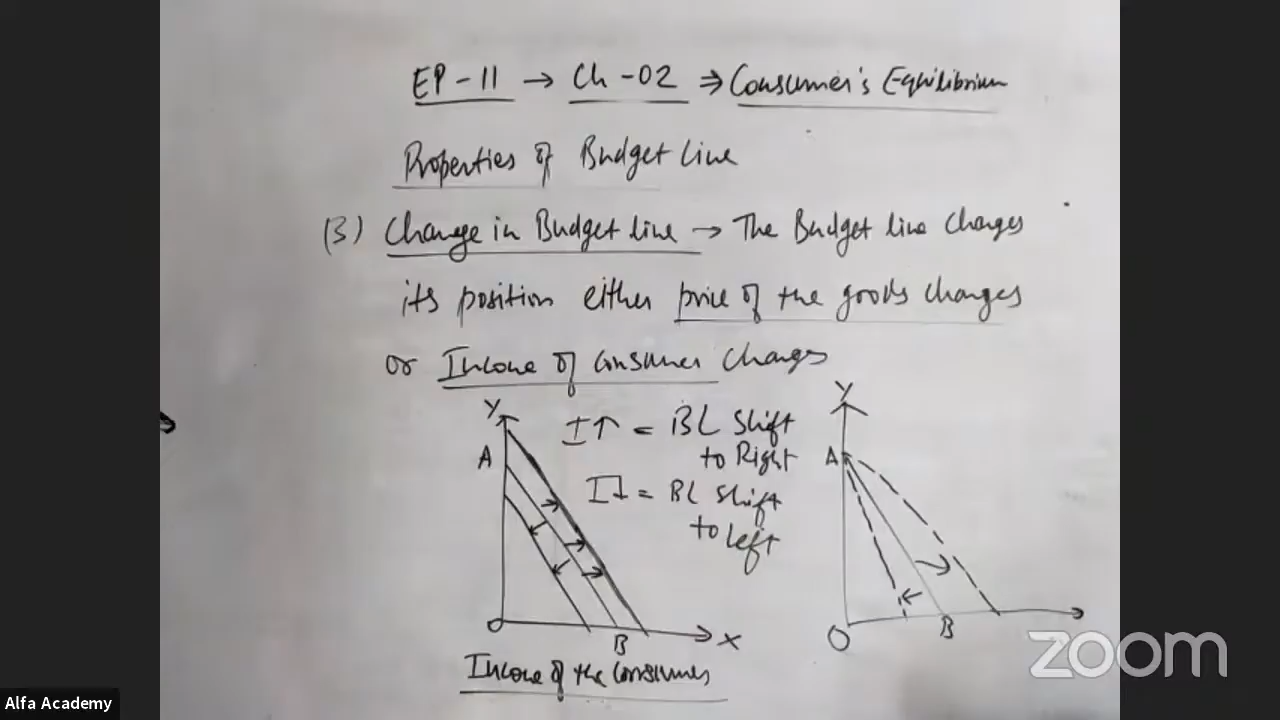 EP-11 → Ch-02 ⇒ Consumer's Equilibrium
Properties of Budget Line
(3) Change in Budget line → The Budget line Changes
its position either price of the goods changes
or Income of consumer changes
Y
A
I↑ = BL Shift
to Right
I↓ = BL Shift
to Left
O
B
X
Income of the consumer
Y
A
O
B
zoom
Alfa Academy